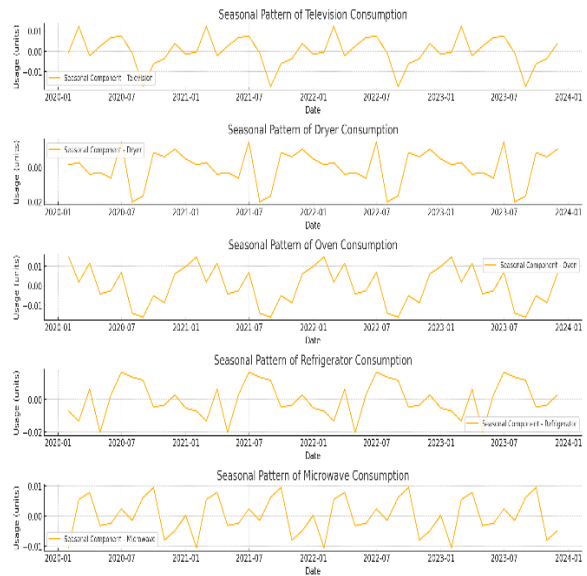 Seasonal Pattern of Television Consumption
Usage (units)
0.00
−0.01
Seasonal Component - Television
2020-01 2020-07 2021-01 2021-07 2022-01 2022-07 2023-01 2023-07 2024-01
Date
Seasonal Pattern of Dryer Consumption
Usage (units)
Seasonal Component - Dryer
0.00
0.02
2020-01 2020-07 2021-01 2021-07 2022-01 2022-07 2023-01 2023-07 2024-01
Date
Seasonal Pattern of Oven Consumption
Usage (units)
Seasonal Component - Oven
0.01
0.00
−0.01
2020-01 2020-07 2021-01 2021-07 2022-01 2022-07 2023-01 2023-07 2024-01
Date
Seasonal Pattern of Refrigerator Consumption
Usage (units)
0.00
−0.02
Seasonal Component - Refrigerator
2020-01 2020-07 2021-01 2021-07 2022-01 2022-07 2023-01 2023-07 2024-01
Date
Seasonal Pattern of Microwave Consumption
Usage (units)
0.01
0.00
−0.01
Seasonal Component - Microwave
2020-01 2020-07 2021-01 2021-07 2022-01 2022-07 2023-01 2023-07 2024-01
Date